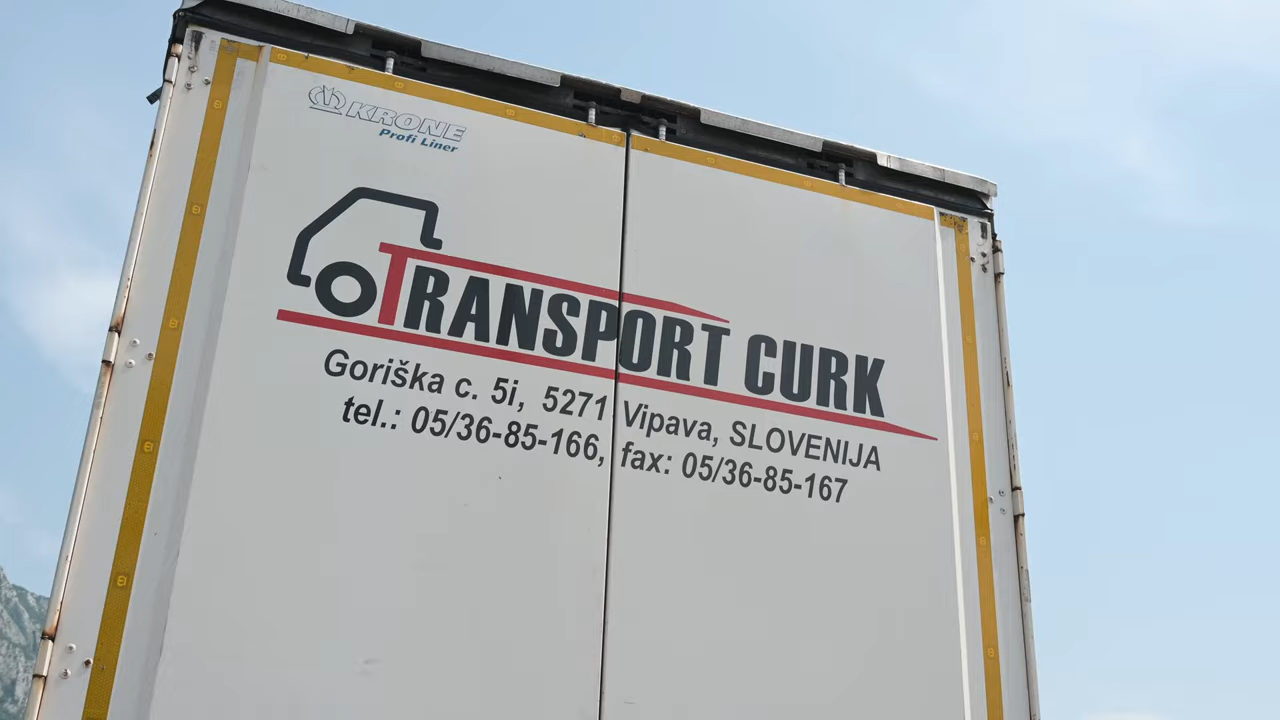 KRONE
Profi Liner
TRANSPORT CURK
Goriška c. 5i, 5271 Vipava, SLOVENIJA
tel.: 05/36-85-166, fax: 05/36-85-167